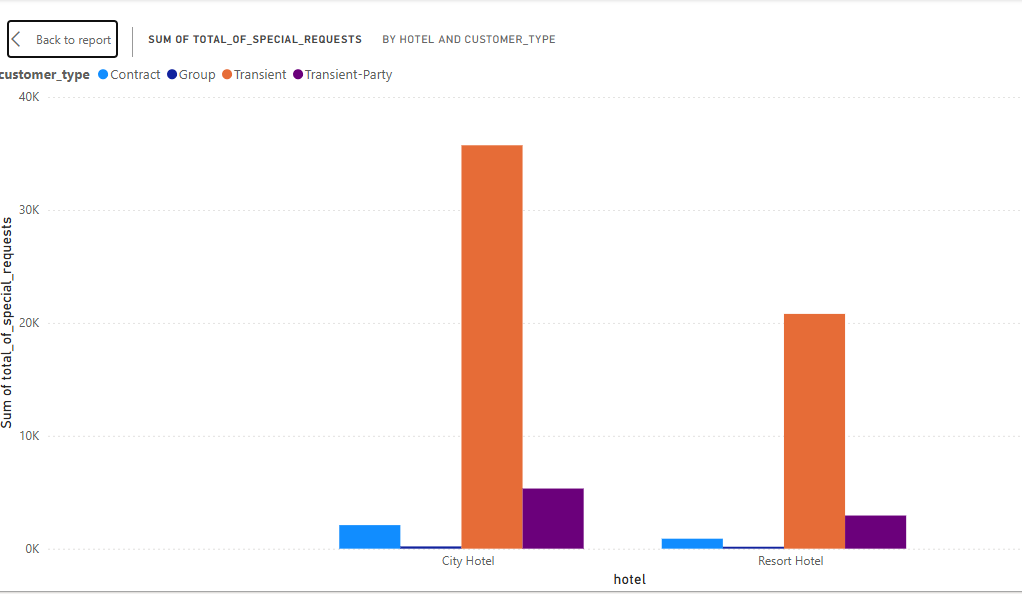 Back to report
SUM OF TOTAL_OF_SPECIAL_REQUESTS BY HOTEL AND CUSTOMER_TYPE
customer_type Contract Group Transient Transient-Party
40K
30K
20K
10K
0K
Sum of total_of_special_requests
City Hotel Resort Hotel
hotel